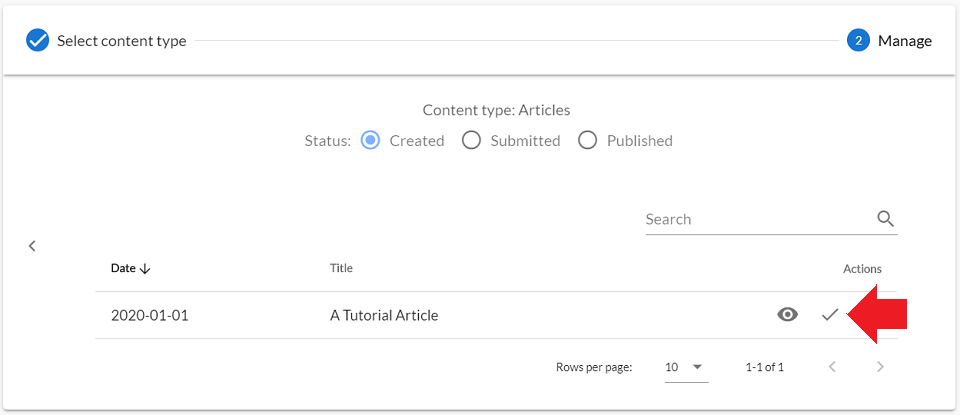 Select content type
2 Manage
Content type: Articles
Status: Created Submitted Published
Search
Date Title Actions
2020-01-01 A Tutorial Article
Rows per page: 10 1-1 of 1